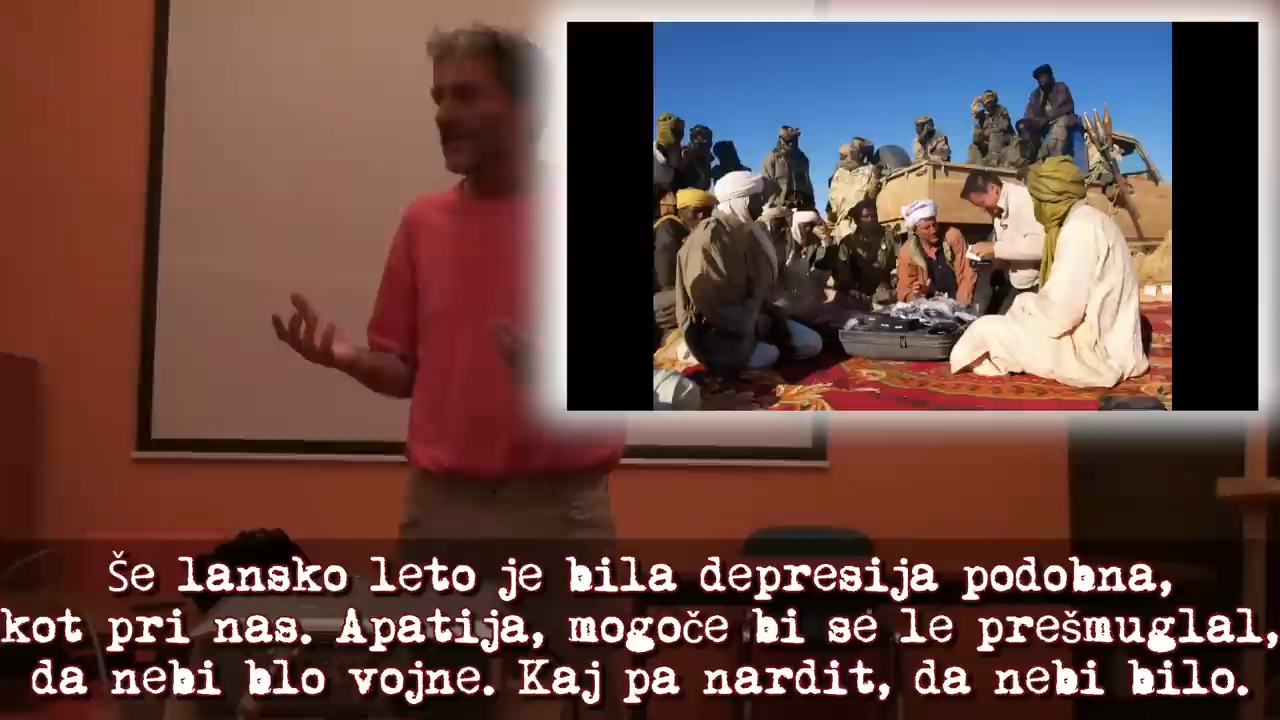 Še lansko leto je bila depresija podobna,
kot pri nas. Apatija, mogoče bi se le prešmuglal,
da nebi blo vojne. Kaj pa nardit, da nebi bilo.